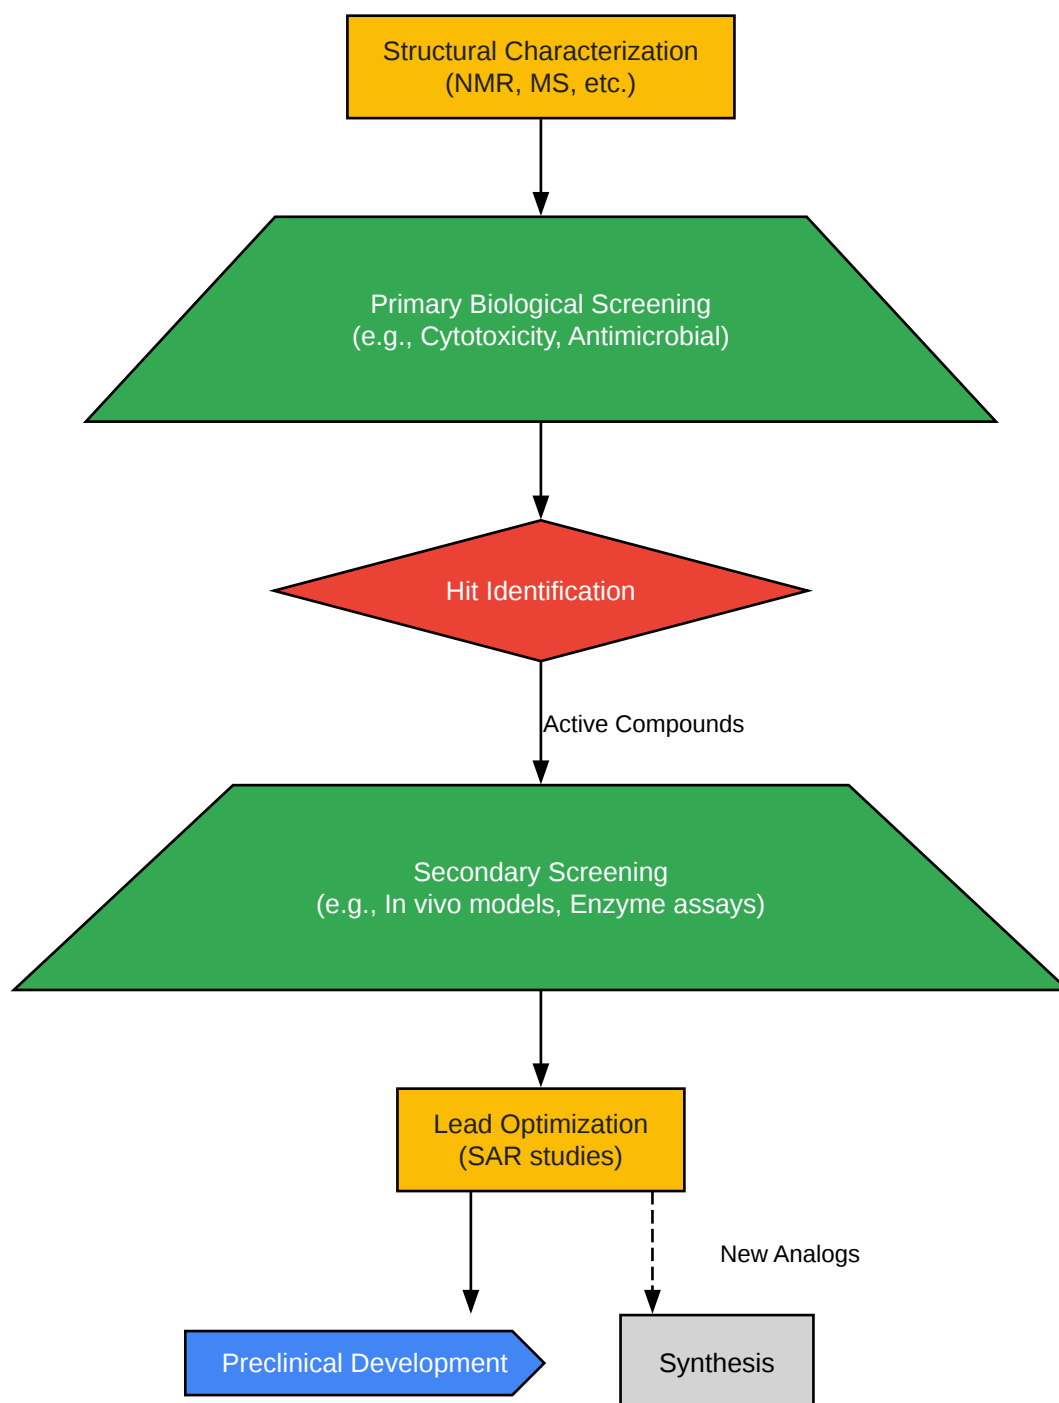 Structural Characterization
(NMR, MS, etc.)
Primary Biological Screening
(e.g., Cytotoxicity, Antimicrobial)
Hit Identification
Active Compounds
Secondary Screening
(e.g., In vivo models, Enzyme assays)
Lead Optimization
(SAR studies)
New Analogs
Preclinical Development
Synthesis